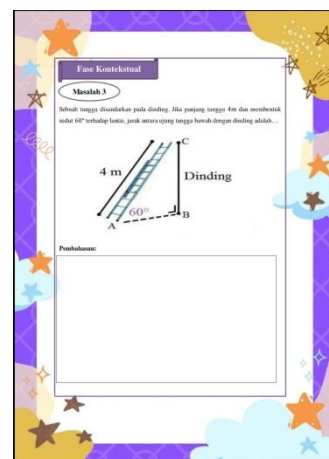 Fase Kontekstual
Masalah 3
Sebuah tangga disandarkan pada dinding. Jika panjang tangga 4m dan membentuk
sudut 60° terhadap lantai, jarak antara ujung tangga bawah dengan dinding adalah…
C
4 m
Dinding
60°
B
A
Pembahasan: